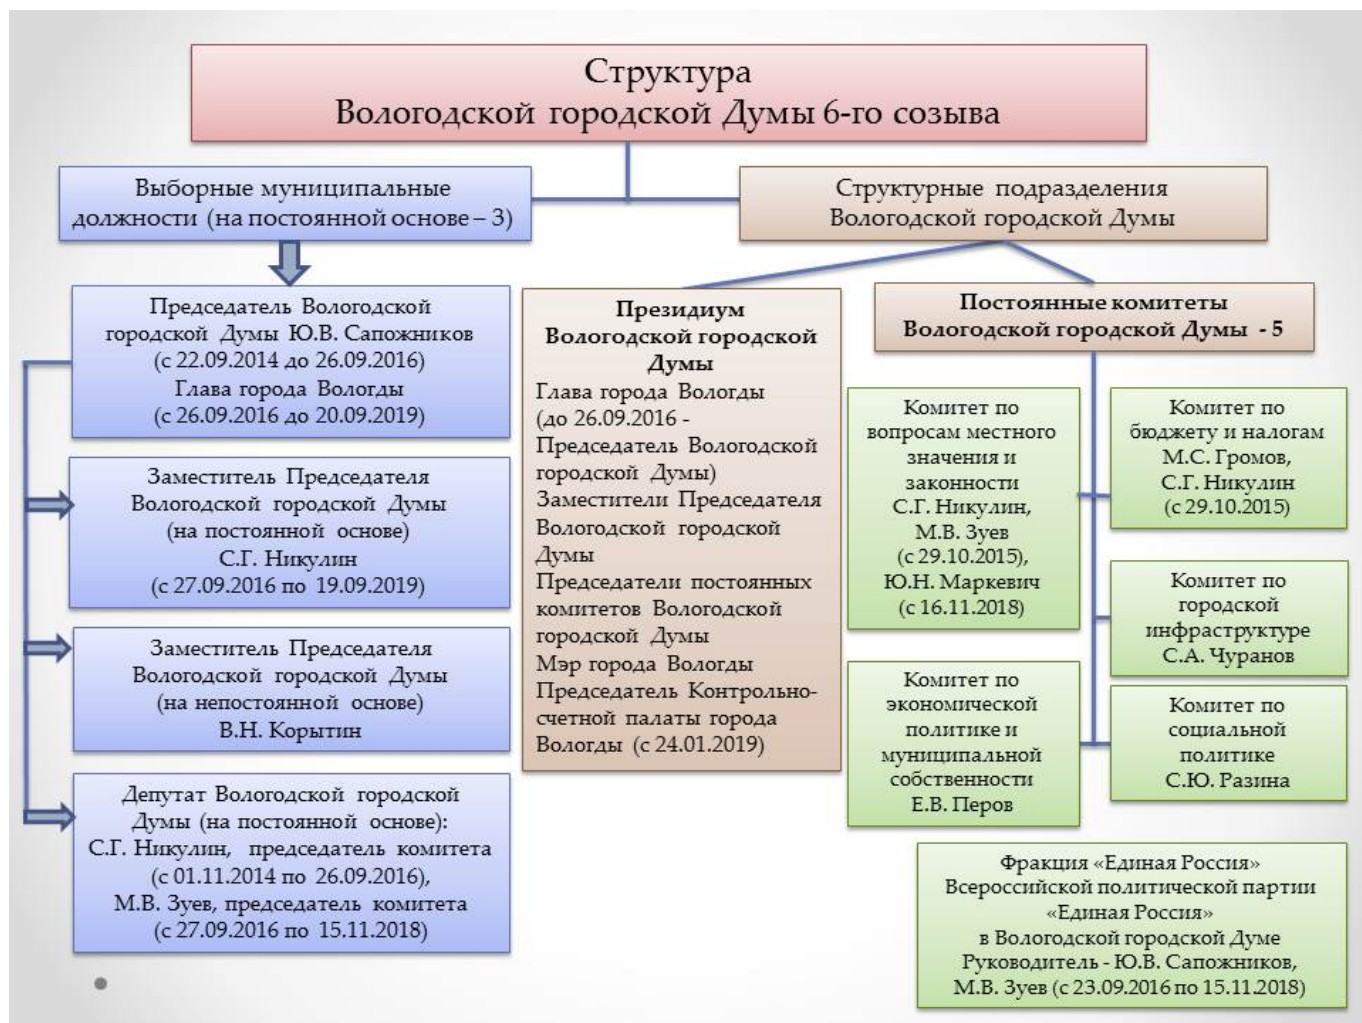 Структура
Вологодской городской Думы 6-го созыва
Выборные муниципальные
должности (на постоянной основе – 3)
Структурные подразделения
Вологодской городской Думы
Председатель Вологодской
городской Думы Ю.В. Сапожников
(с 22.09.2014 до 26.09.2016)
Глава города Вологды
(с 26.09.2016 до 20.09.2019)
Заместитель Председателя
Вологодской городской Думы
(на постоянной основе)
С.Г. Никулин
(с 27.09.2016 по 19.09.2019)
Заместитель Председателя
Вологодской городской Думы
(на непостоянной основе)
В.Н. Корытин
Депутат Вологодской городской
Думы (на постоянной основе):
С.Г. Никулин, председатель комитета
(с 01.11.2014 по 26.09.2016),
М.В. Зуев, председатель комитета
(с 27.09.2016 по 15.11.2018)
Президиум
Вологодской городской
Думы
Глава города Вологды
(до 26.09.2016 -
Председатель Вологодской
городской Думы)
Заместители Председателя
Вологодской городской
Думы
Председатели постоянных
комитетов Вологодской
городской Думы
Мэр города Вологды
Председатель Контрольно-
счетной палаты города
Вологды (с 24.01.2019)
Постоянные комитеты
Вологодской городской Думы - 5
Комитет по
вопросам местного
значения и
законности
С.Г. Никулин,
М.В. Зуев
(с 29.10.2015),
Ю.Н. Маркевич
(с 16.11.2018)
Комитет по
бюджету и налогам
М.С. Громов,
С.Г. Никулин
(с 29.10.2015)
Комитет по
городской
инфраструктуре
С.А. Чуранов
Комитет по
экономической
политике и
муниципальной
собственности
Е.В. Перов
Комитет по
социальной
политике
С.Ю. Разина
Фракция «Единая Россия»
Всероссийской политической партии
«Единая Россия»
в Вологодской городской Думе
Руководитель - Ю.В. Сапожников,
М.В. Зуев (с 23.09.2016 по 15.11.2018)